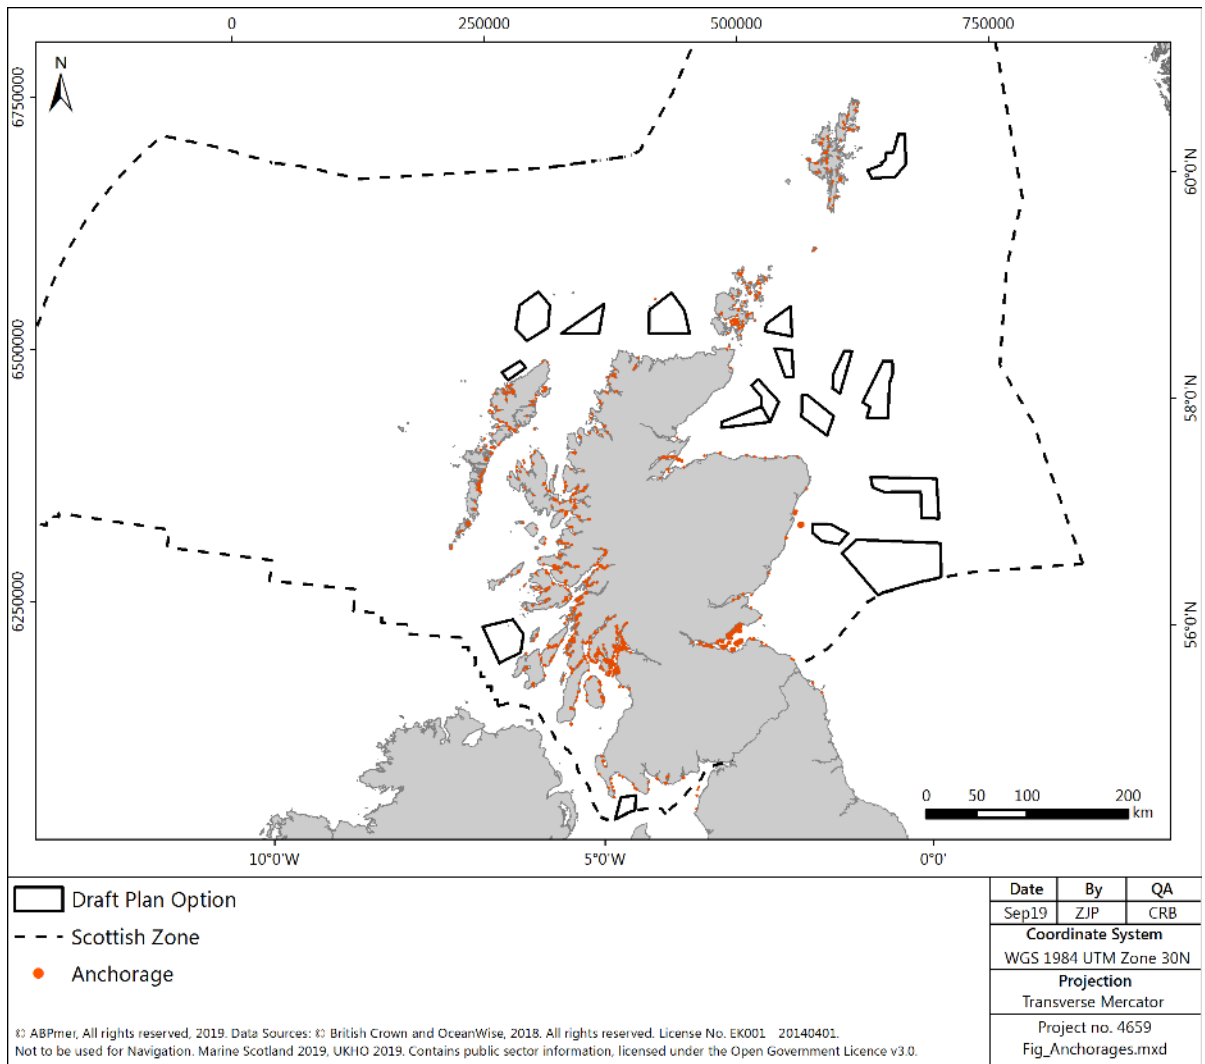 0 250000 500000 750000
N
6750000
6500000
6250000
60°0'N
58°0'N
56°0'N
0 50 100 200
km
10°0'W 5°0'W 0°0'
Draft Plan Option
Scottish Zone
Anchorage
Date By QA
Sep19 ZJP CRB
Coordinate System
WGS 1984 UTM Zone 30N
Projection
Transverse Mercator
Project no. 4659
Fig_Anchorages.mxd
© ABPmer, All rights reserved, 2019. Data Sources: © British Crown and OceanWise, 2018. All rights reserved. License No. EK001 20140401.
Not to be used for Navigation. Marine Scotland 2019, UKHO 2019. Contains public sector information, licensed under the Open Government Licence v3.0.